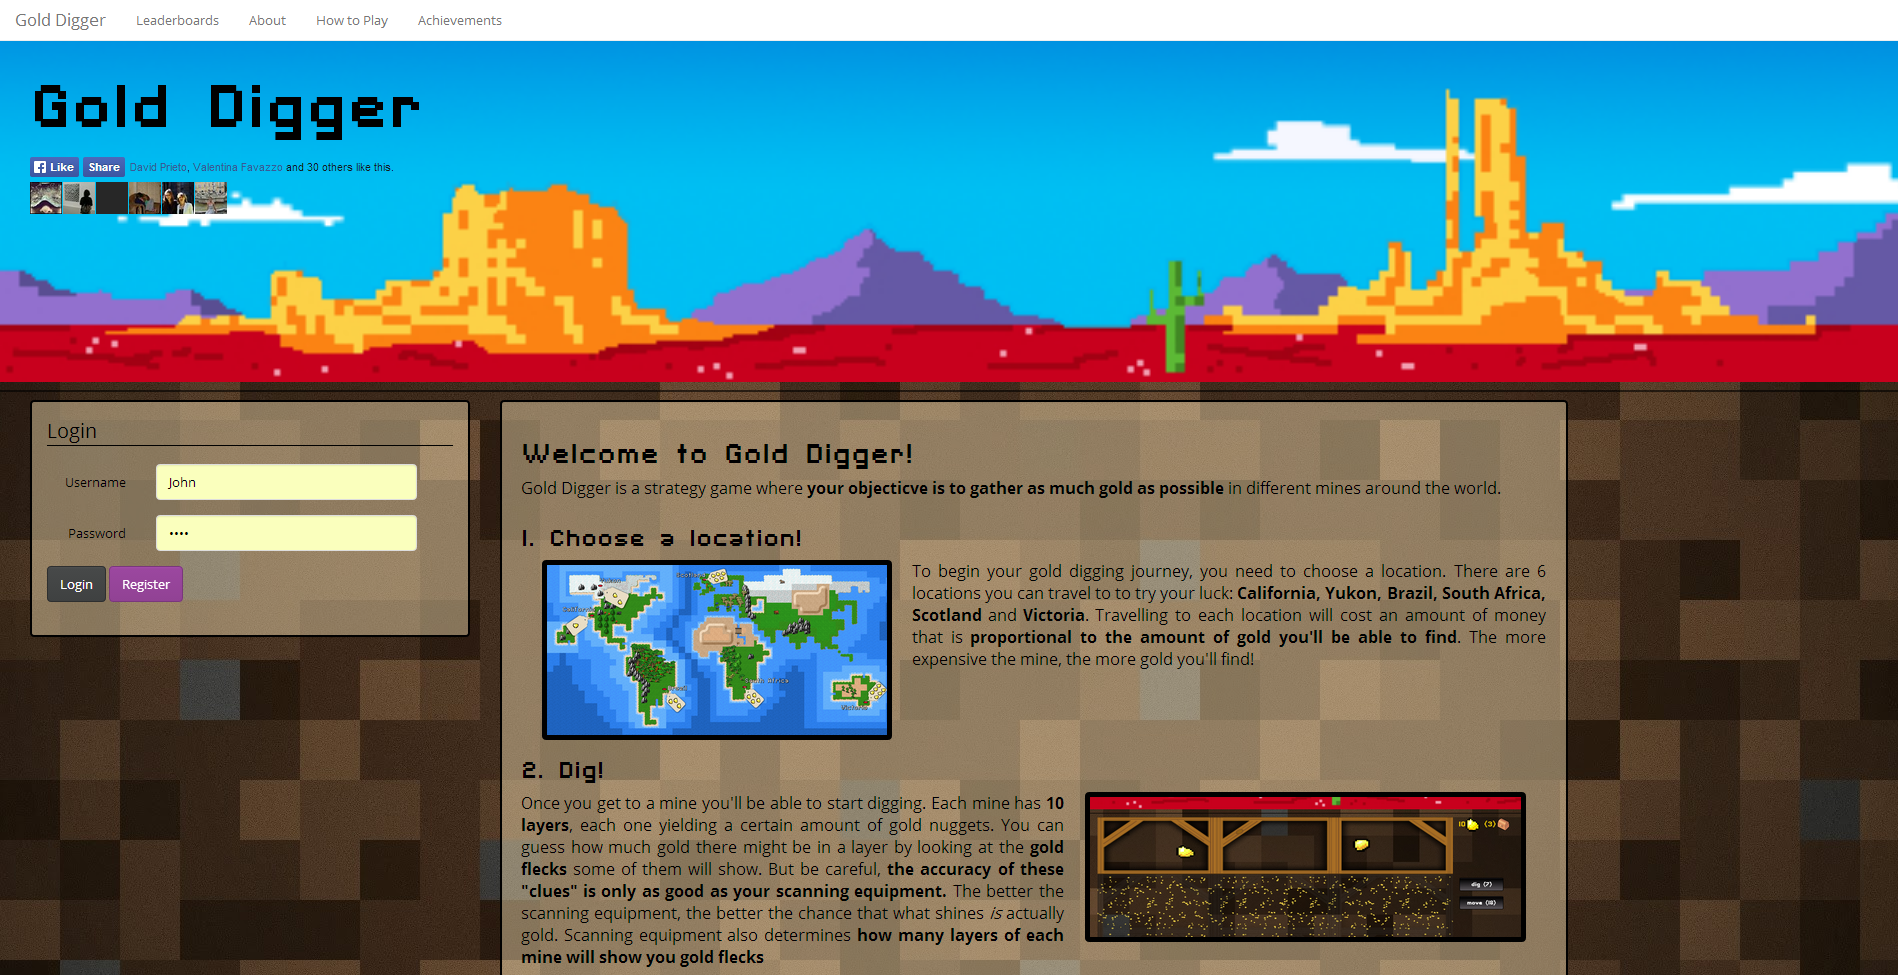 Gold Digger Leaderboards About How to Play Achievements
Gold Digger
Like Share David Prieto, Valentina Favazzo and 30 others like this.
Login
Username John
Password ••••
Login Register
Welcome to Gold Digger!
Gold Digger is a strategy game where your objecticve is to gather as much gold as possible in different mines around the world.
1. Choose a location!
To begin your gold digging journey, you need to choose a location. There are 6
locations you can travel to to try your luck: California, Yukon, Brazil, South Africa,
Scotland and Victoria. Travelling to each location will cost an amount of money
that is proportional to the amount of gold you'll be able to find. The more
expensive the mine, the more gold you'll find!
California
South Africa
2. Dig!
Once you get to a mine you'll be able to start digging. Each mine has 10
layers, each one yielding a certain amount of gold nuggets. You can
guess how much gold there might be in a layer by looking at the gold
flecks some of them will show. But be careful, the accuracy of these
"clues" is only as good as your scanning equipment. The better the
scanning equipment, the better the chance that what shines is actually
gold. Scanning equipment also determines how many layers of each
mine will show you gold flecks
10 (3)
dig (7)
move (18)